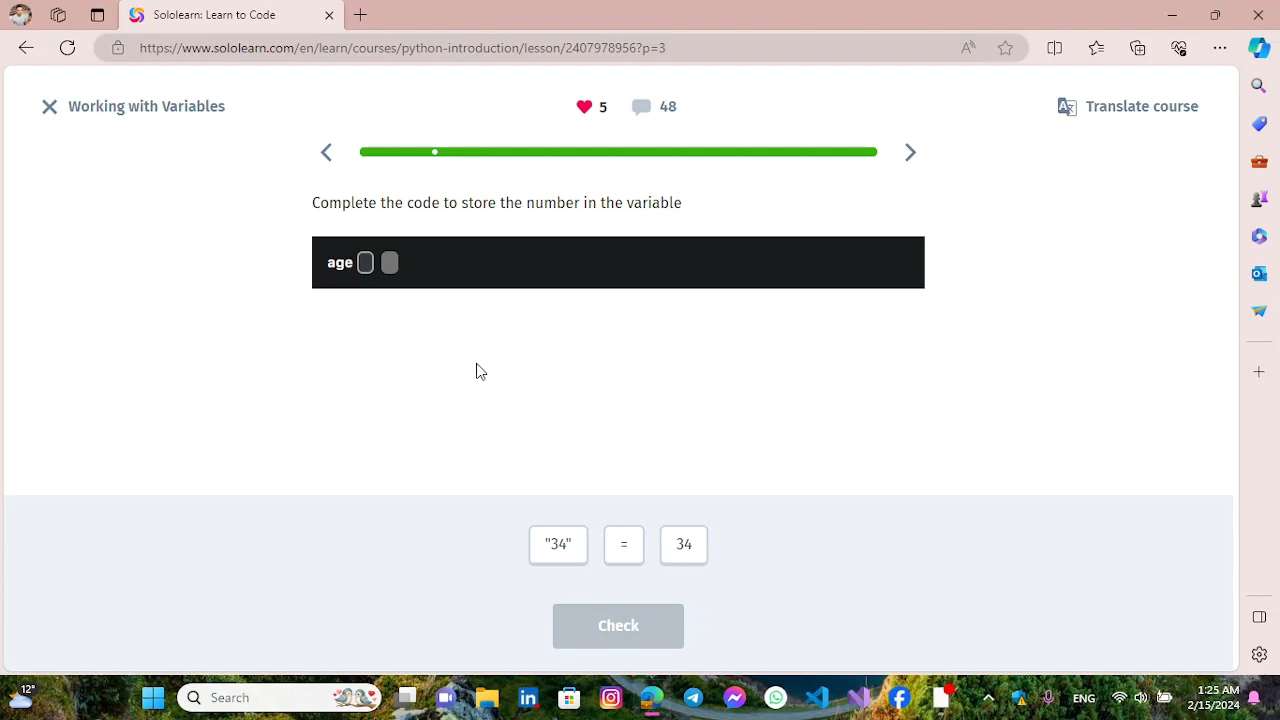 Sololearn: Learn to Code
https://www.sololearn.com/en/learn/courses/python-introduction/lesson/2407978956?p=3
Working with Variables
5
48
Translate course
Complete the code to store the number in the variable
age
"34"
=
34
Check
12°
Search
ENG
1:25 AM
2/15/2024